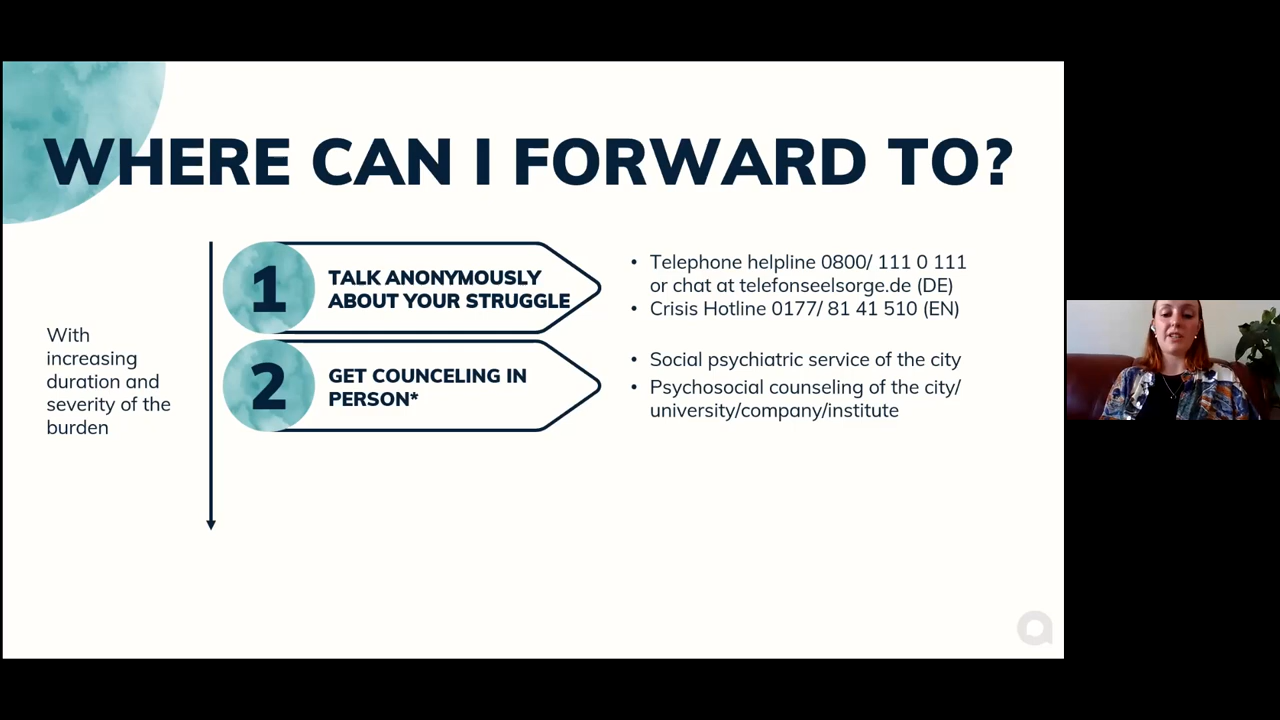 WHERE CAN I FORWARD TO?
With
increasing
duration and
severity of the
burden
1
TALK ANONYMOUSLY
ABOUT YOUR STRUGGLE
• Telephone helpline 0800/ 111 0 111
or chat at telefonseelsorge.de (DE)
• Crisis Hotline 0177/ 81 41 510 (EN)
2
GET COUNCELING IN
PERSON*
• Social psychiatric service of the city
• Psychosocial counseling of the city/
university/company/institute